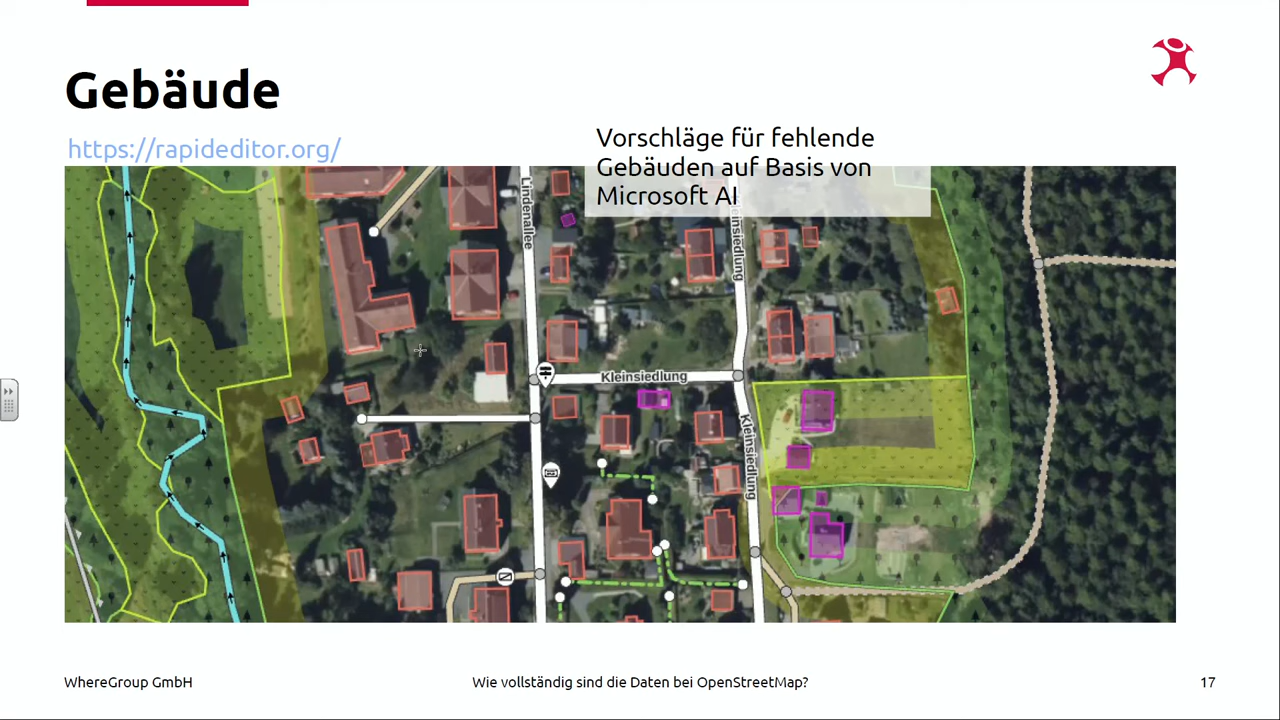 Gebäude
https://rapideditor.org/
Vorschläge für fehlende
Gebäuden auf Basis von
Microsoft AI
Lindenallee
Kleinsiedlung
Kleinsiedlung
Kleinsiedlung
WhereGroup GmbH
Wie vollständig sind die Daten bei OpenStreetMap?
17